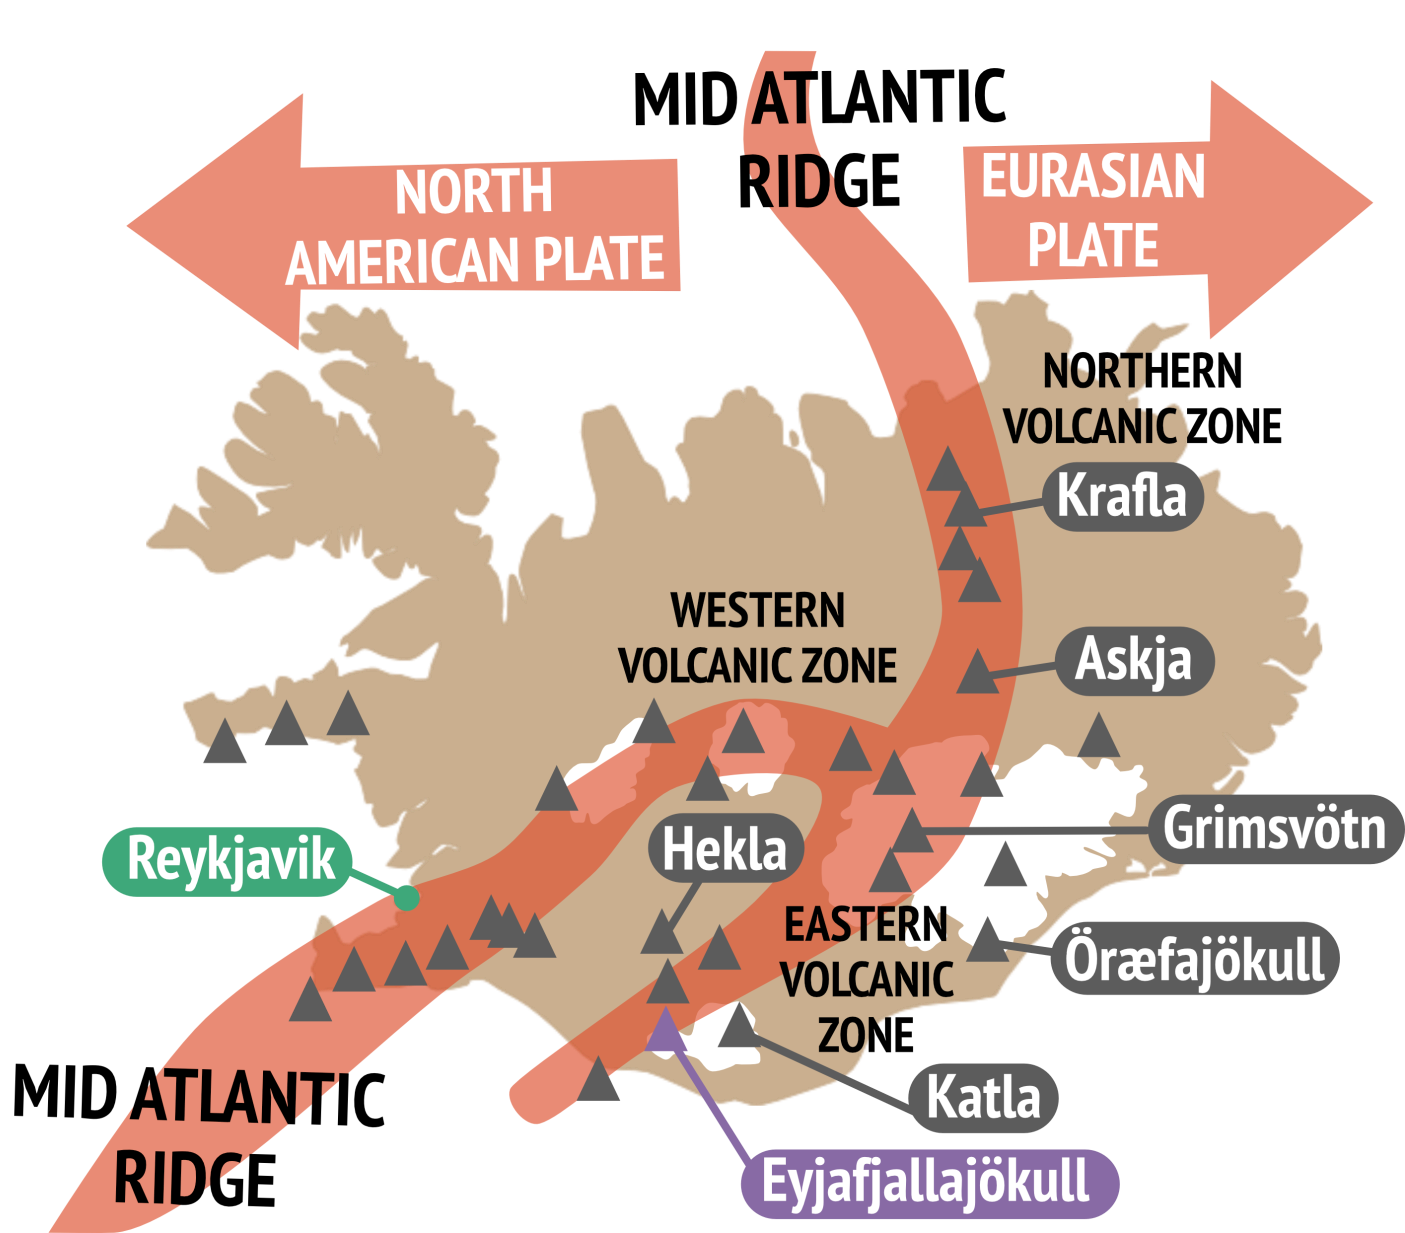 MID ATLANTIC
RIDGE
NORTH
AMERICAN PLATE
EURASIAN
PLATE
NORTHERN
VOLCANIC ZONE
Krafla
WESTERN
VOLCANIC ZONE
Askja
Grimsvötn
Reykjavik
Hekla
EASTERN
VOLCANIC
ZONE
Öræfajökull
MID ATLANTIC
RIDGE
Katla
Eyjafjallajökull